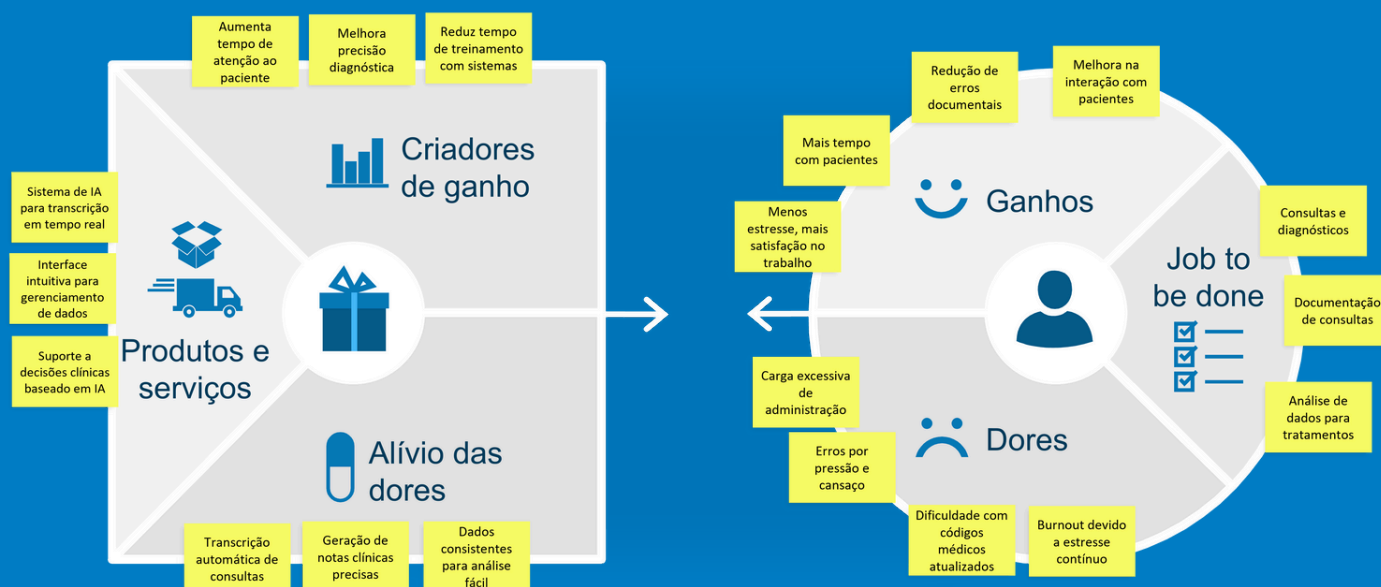 Aumenta
tempo de
atenção ao
paciente
Melhora
precisão
diagnóstica
Reduz tempo
de treinamento
com sistemas
Criadores
de ganho
Sistema de IA
para transcrição
em tempo real
Interface
intuitiva para
gerenciamento
de dados
Suporte a
decisões clínicas
baseado em IA
Produtos e
serviços
Alívio das
dores
Transcrição
automática de
consultas
Geração de
notas clínicas
precisas
Dados
consistentes
para análise
fácil
Redução de
erros
documentais
Melhora na
interação com
pacientes
Mais tempo
com pacientes
Menos
estresse, mais
satisfação no
trabalho
Ganhos
Consultas e
diagnósticos
Job to
be done
Documentação
de consultas
Análise de
dados para
tratamentos
Carga excessiva
de
administração
Dores
Erros por
pressão e
cansaço
Dificuldade com
códigos
médicos
atualizados
Burnout devido
a estresse
contínuo